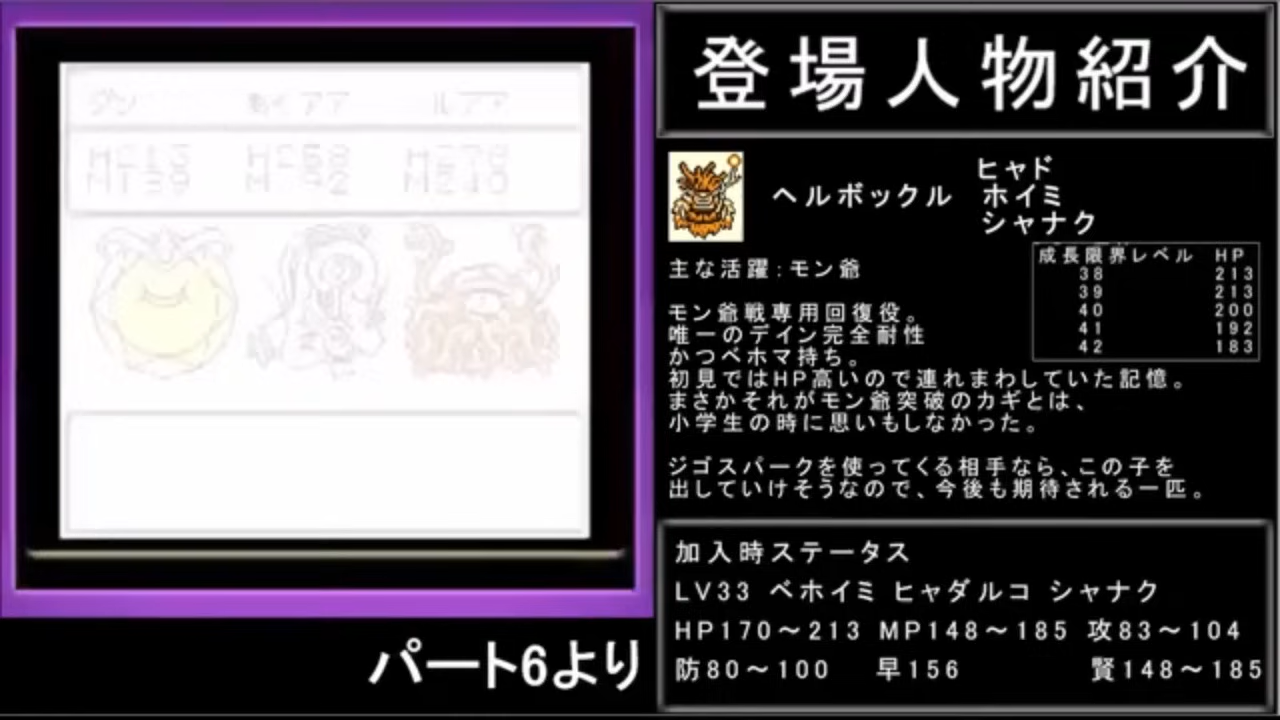 登場人物紹介
ヘルボックル
ヒャド
ホイミ
シャナク
成長限界レベル HP
38 213
39 213
40 200
41 192
42 183
主な活躍:モン爺
モン爺戦専用回復役。
唯一のデイン完全耐性
かつベホマ持ち。
初見ではHP高いので連れまわしていた記憶。
まさかそれがモン爺突破のカギとは、
小学生の時に思いもしなかった。
ジゴスパークを使ってくる相手なら、この子を
出していけそうなので、今後も期待される一匹。
加入時ステータス
LV33 ベホイミ ヒャダルコ シャナク
HP170～213 MP148～185 攻83～104
防80～100 早156 賢148～185
パート6より